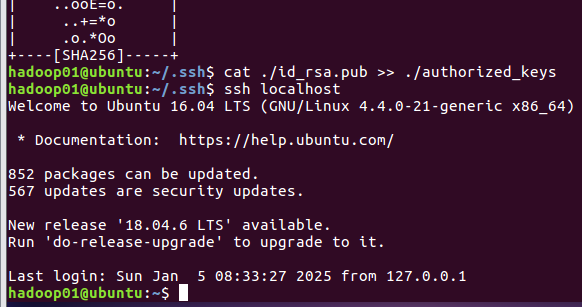 |     ..ooE=o.     |
|      ..+=*o      |
|      .o.*Oo      |
+----[SHA256]-----+
hadoop01@ubuntu:~/.ssh$ cat ./id_rsa.pub >> ./authorized_keys
hadoop01@ubuntu:~/.ssh$ ssh localhost
Welcome to Ubuntu 16.04 LTS (GNU/Linux 4.4.0-21-generic x86_64)
* Documentation:  https://help.ubuntu.com/
852 packages can be updated.
567 updates are security updates.
New release '18.04.6 LTS' available.
Run 'do-release-upgrade' to upgrade to it.
Last login: Sun Jan  5 08:33:27 2025 from 127.0.0.1
hadoop01@ubuntu:~$